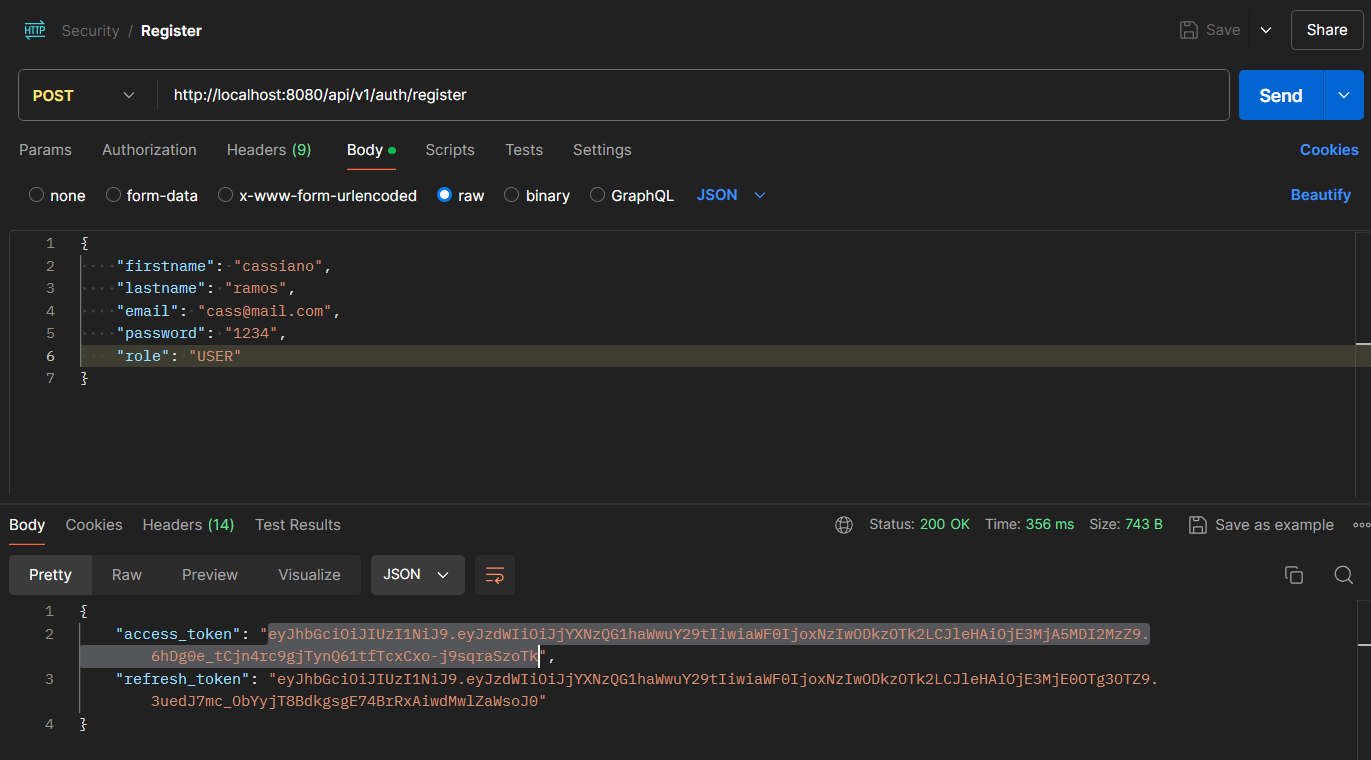 HTTP Security / Register Save Share
POST http://localhost:8080/api/v1/auth/register Send
Params Authorization Headers (9) Body Scripts Tests Settings Cookies
none form-data x-www-form-urlencoded raw binary GraphQL JSON Beautify
1 {
2 "firstname": "cassiano",
3 "lastname": "ramos",
4 "email": "cass@mail.com",
5 "password": "1234",
6 "role": "USER"
7 }
Body Cookies Headers (14) Test Results Status: 200 OK Time: 356 ms Size: 743 B Save as example
Pretty Raw Preview Visualize JSON
1 {
2 "access_token": "eyJhbGciOiJIUzI1NiJ9.eyJzdWIiOiJjYXNzQG1haWwuY29tIiwiaWF0IjoxNzIwODkzOTk2LCJleHAiOjE3MjA5MDI2MzZ9.
6hDg0e_tCjn4rc9gjTynQ61tfTcxCxo-j9sqraSzoTk",
3 "refresh_token": "eyJhbGciOiJIUzI1NiJ9.eyJzdWIiOiJjYXNzQG1haWwuY29tIiwiaWF0IjoxNzIwODkzOTk2LCJleHAiOjE3MjE0OTg3OTZ9.
3uedJ7mc_ObYyjT8BdkgsgE74BrRxAiwdMwlZaWsoJ0"
4 }